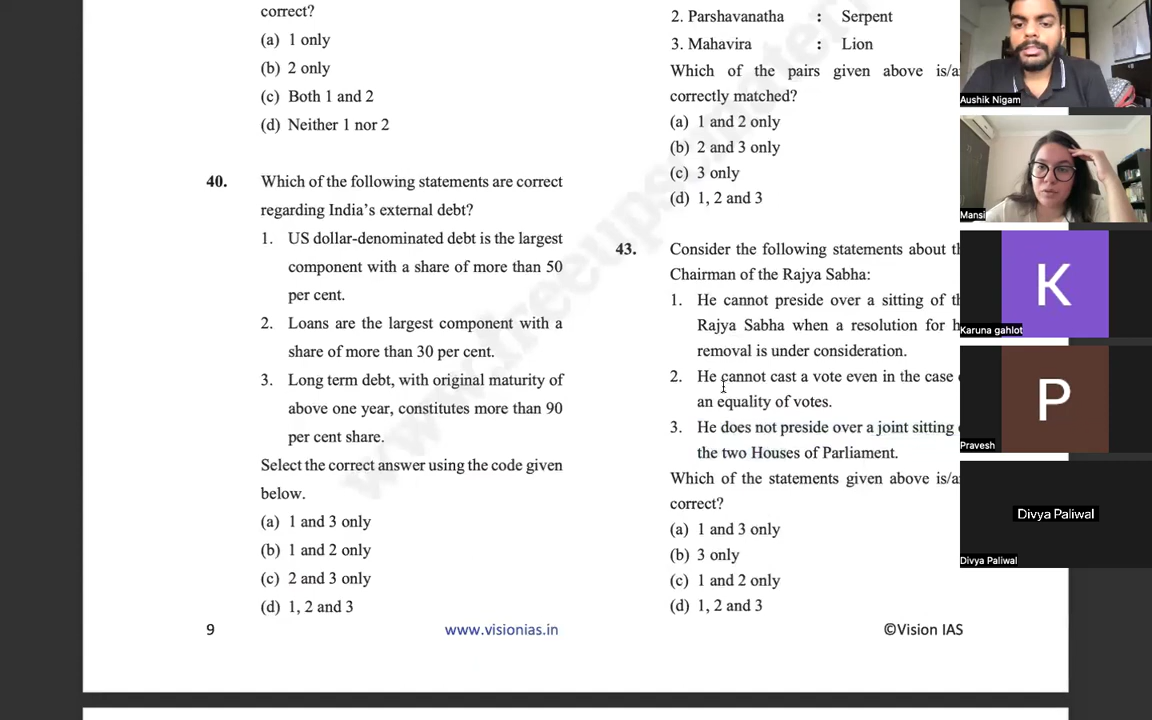 correct?
(a) 1 only
(b) 2 only
(c) Both 1 and 2
(d) Neither 1 nor 2
40. Which of the following statements are correct
regarding India's external debt?
1. US dollar-denominated debt is the largest
component with a share of more than 50
per cent.
2. Loans are the largest component with a
share of more than 30 per cent.
3. Long term debt, with original maturity of
above one year, constitutes more than 90
per cent share.
Select the correct answer using the code given
below.
(a) 1 and 3 only
(b) 1 and 2 only
(c) 2 and 3 only
(d) 1, 2 and 3
2. Parshavanatha : Serpent
3. Mahavira : Lion
Which of the pairs given above
correctly matched?
(a) 1 and 2 only
(b) 2 and 3 only
(c) 3 only
(d) 1, 2 and 3
43. Consider the following statements about
Chairman of the Rajya Sabha:
1. He cannot preside over a sitting of
Rajya Sabha when a resolution for
removal is under consideration.
2. He cannot cast a vote even in the case
an equality of votes.
3. He does not preside over a joint sitting
the two Houses of Parliament.
Which of the statements given above
correct?
(a) 1 and 3 only
(b) 3 only
(c) 1 and 2 only
(d) 1, 2 and 3
9 www.visionias.in ©Vision IAS
Aushik Nigam
Mansi
K
Karuna gahlot
P
Pravesh
Divya Paliwal
Divya Paliwal